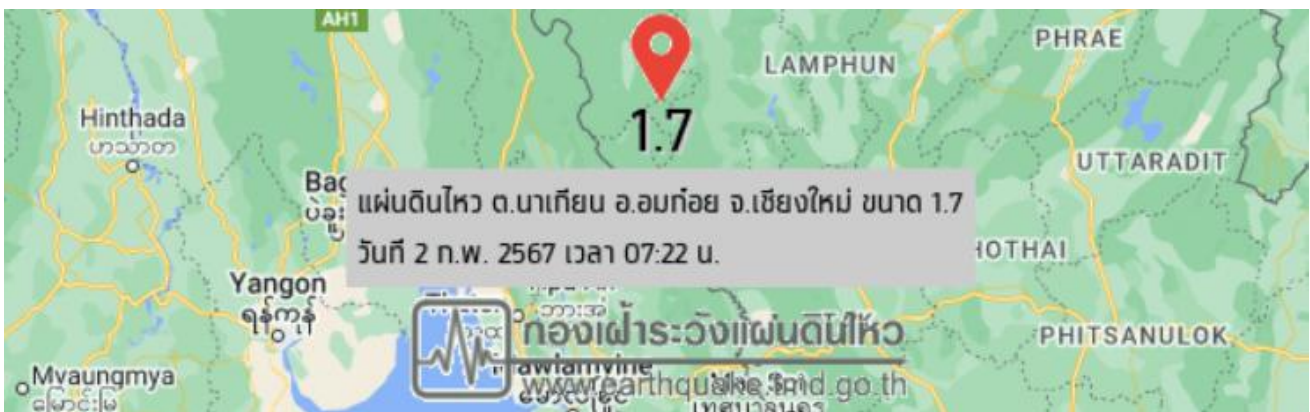 AH1
PHRAE
LAMPHUN
Hinthada
ဟင်္သာတ
1.7
UTTARADIT
แผ่นดินไหว ต.นาเกียน อ.อมก๋อย จ.เชียงใหม่ ขนาด 1.7
วันที่ 2 ก.พ. 2567 เวลา 07:22 น.
Yangon
ရန်ကုန်
กองเฝ้าระวังแผ่นดินไหว
PHITSANULOK
Myaungmya
မြောင်းမြ
www.earthquake.tmd.go.th